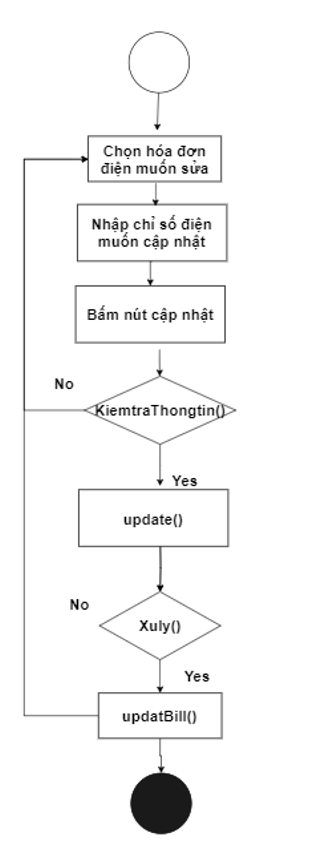 Chọn hóa đơn
điện muốn sửa
Nhập chỉ số điện
muốn cập nhật
Bấm nút cập nhật
No
KiemtraThongtin()
Yes
update()
No
Xuly()
Yes
updatBill()